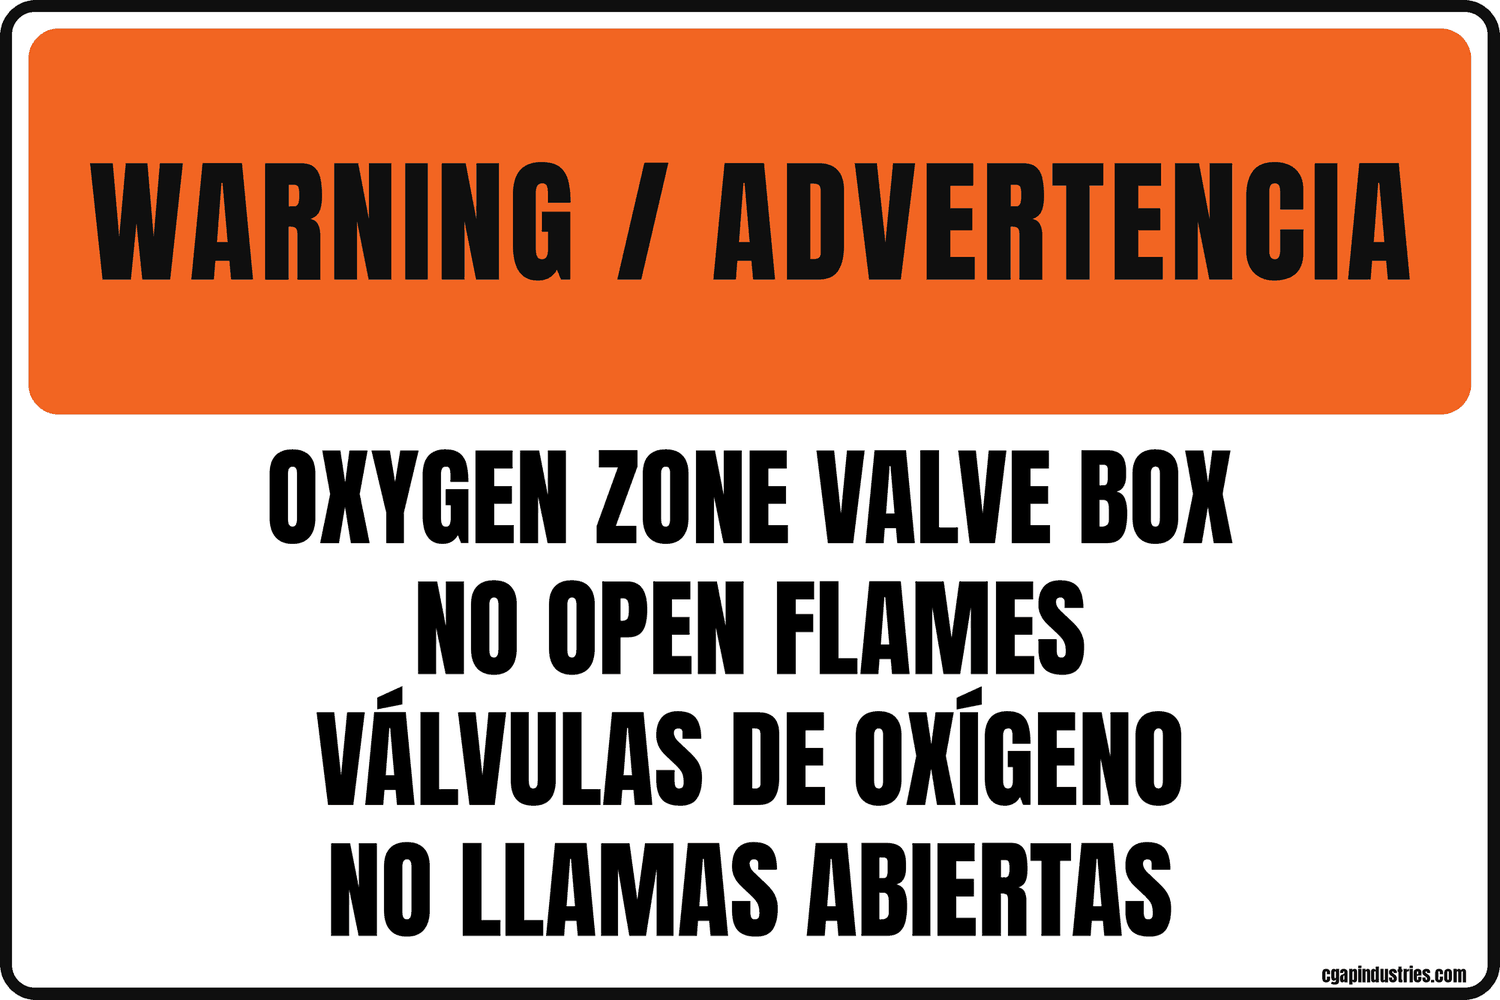 WARNING / ADVERTENCIA
OXYGEN ZONE VALVE BOX
NO OPEN FLAMES
VÁLVULAS DE OXÍGENO
NO LLAMAS ABIERTAS
cgapindustries.com